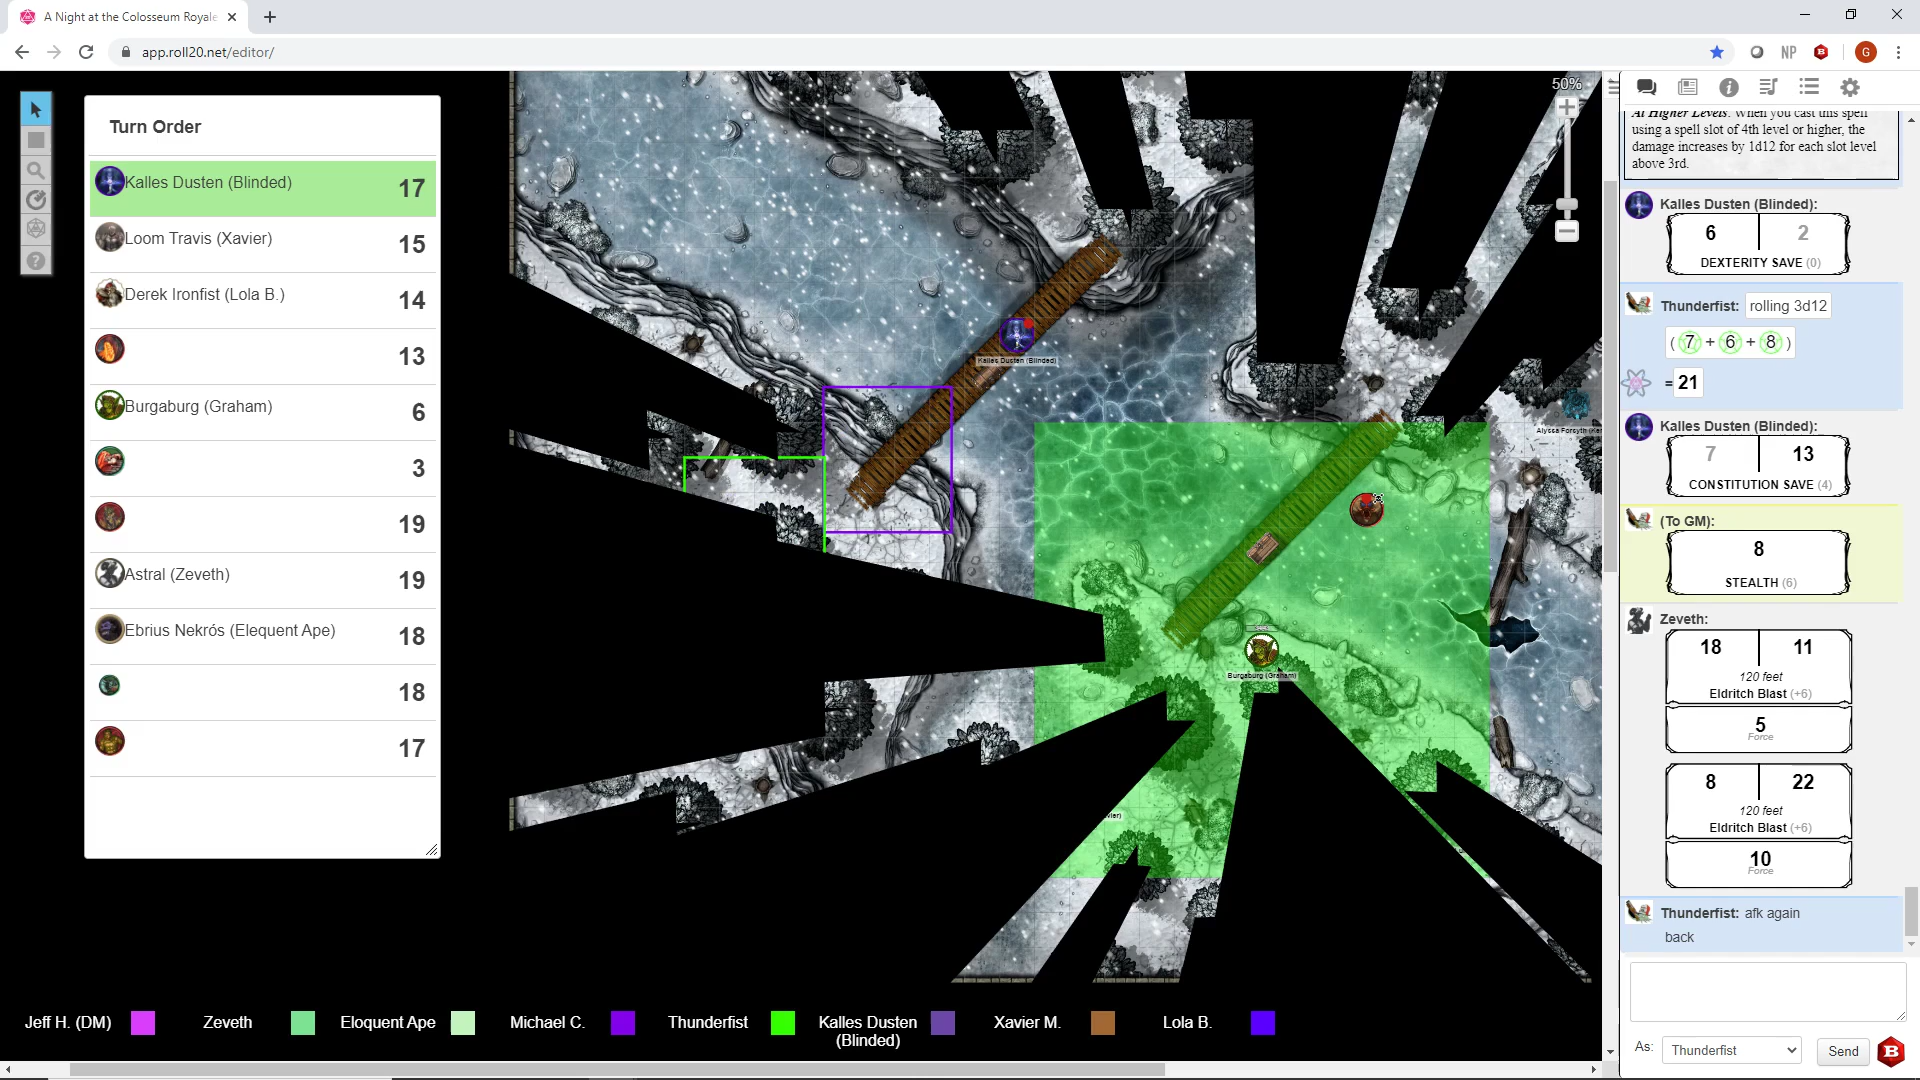 A Night at the Colosseum Royale
app.roll20.net/editor/
NP
G
Turn Order
Kalles Dusten (Blinded)
17
Loom Travis (Xavier)
15
Derek Ironfist (Lola B.)
14
13
Burgaburg (Graham)
6
3
19
Astral (Zeveth)
19
Ebrius Nekrós (Elequent Ape)
18
18
17
50%
Kalles Dusten (Blinded)
Alyssa Forsyth (Ker
Burgaburg (Graham)
vier)
At Higher Levels. When you cast this spell
using a spell slot of 4th level or higher, the
damage increases by 1d12 for each slot level
above 3rd.
Kalles Dusten (Blinded):
6 2
DEXTERITY SAVE (0)
Thunderfist: rolling 3d12
(7+6+8)
=21
Kalles Dusten (Blinded):
7 13
CONSTITUTION SAVE (4)
(To GM):
8
STEALTH (6)
Zeveth:
18 11
120 feet
Eldritch Blast (+6)
5
Force
8 22
120 feet
Eldritch Blast (+6)
10
Force
Thunderfist: afk again
back
As: Thunderfist Send B
Jeff H. (DM) Zeveth Eloquent Ape Michael C. Thunderfist Kalles Dusten Xavier M. Lola B.
(Blinded)